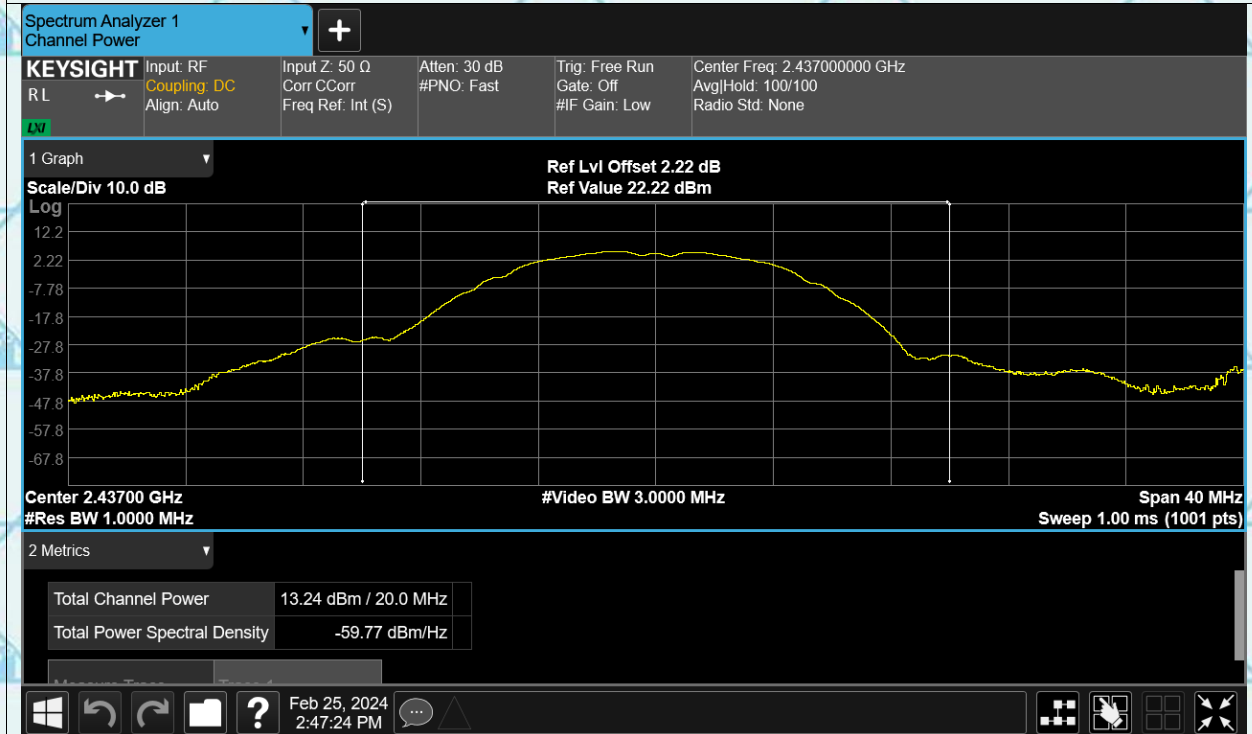 Spectrum Analyzer 1
Channel Power
KEYSIGHT
R L
LXI
Input: RF
Coupling: DC
Align: Auto
Input Z: 50 Ω
Corr CCorr
Freq Ref: Int (S)
Atten: 30 dB
#PNO: Fast
Trig: Free Run
Gate: Off
#IF Gain: Low
Center Freq: 2.437000000 GHz
Avg|Hold: 100/100
Radio Std: None
1 Graph
Ref Lvl Offset 2.22 dB
Scale/Div 10.0 dB
Ref Value 22.22 dBm
Log
12.2
2.22
-7.78
-17.8
-27.8
-37.8
-47.8
-57.8
-67.8
Center 2.43700 GHz
#Video BW 3.0000 MHz
Span 40 MHz
#Res BW 1.0000 MHz
Sweep 1.00 ms (1001 pts)
2 Metrics
Total Channel Power 13.24 dBm / 20.0 MHz
Total Power Spectral Density -59.77 dBm/Hz
Feb 25, 2024
2:47:24 PM